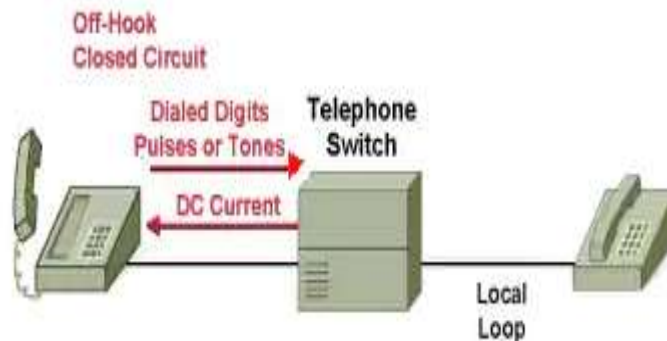 Off-Hook
Closed Circuit
Dialed Digits
Pulses or Tones
Telephone
Switch
DC Current
Local
Loop